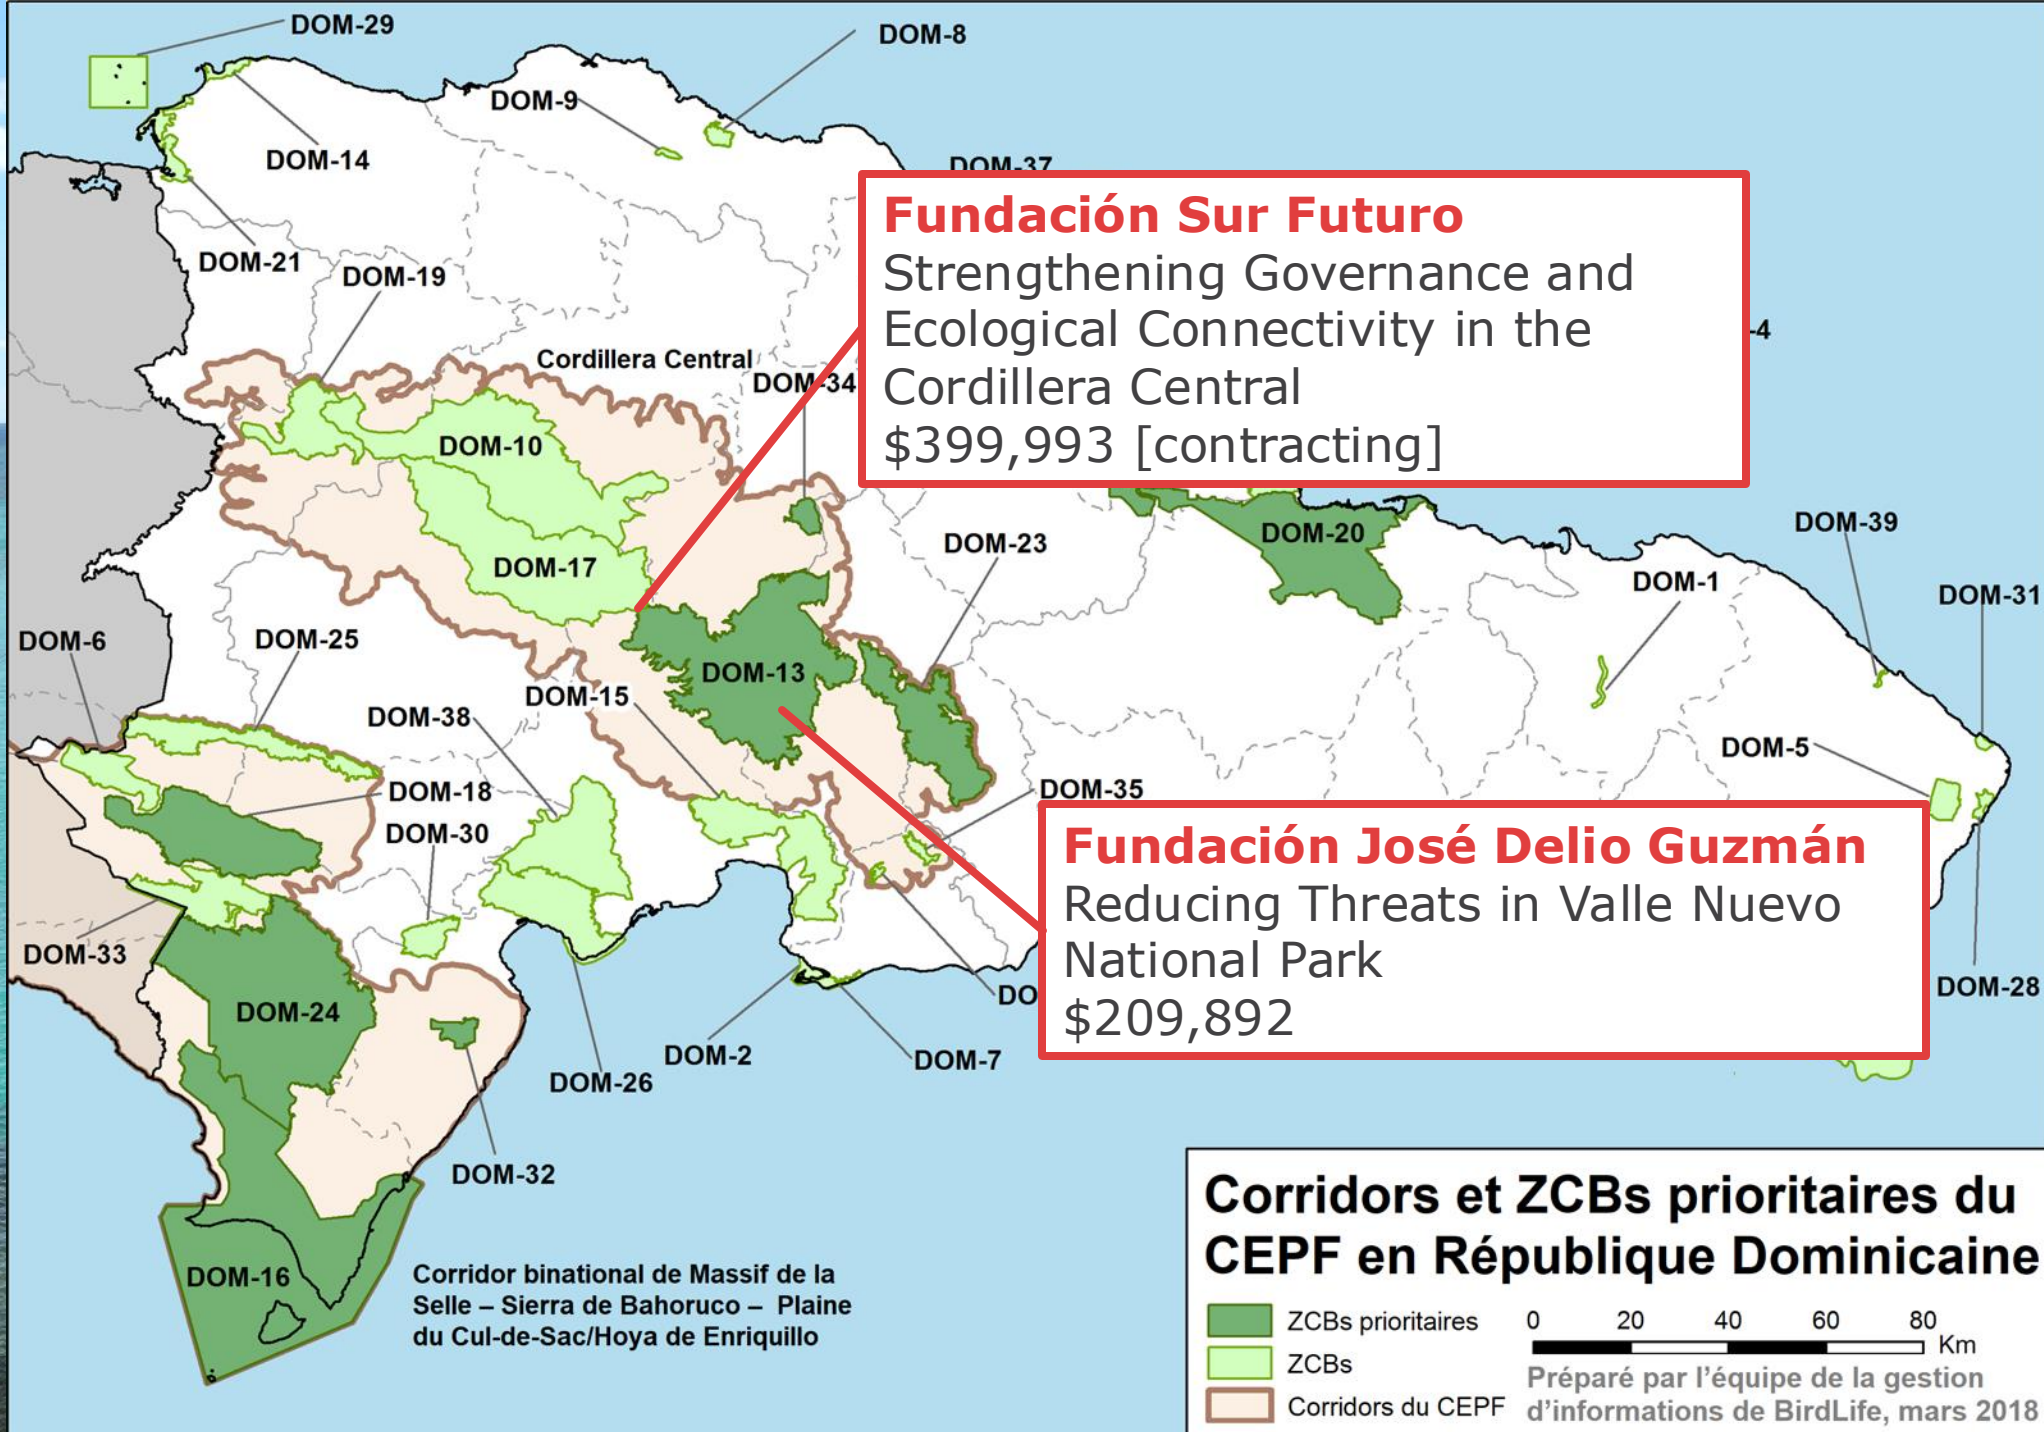 DOM-29
DOM-8
DOM-9
DOM-14
DOM-37
DOM-21
DOM-19
Fundación Sur Futuro
Strengthening Governance and
Ecological Connectivity in the
Cordillera Central
$399,993 [contracting]
-4
Cordillera Central
DOM-34
DOM-10
DOM-17
DOM-23
DOM-20
DOM-39
DOM-1
DOM-31
DOM-6
DOM-25
DOM-13
DOM-15
DOM-38
DOM-5
DOM-18
DOM-35
DOM-30
Fundación José Delio Guzmán
Reducing Threats in Valle Nuevo
National Park
$209,892
DOM-33
DO
DOM-28
DOM-24
DOM-2
DOM-7
DOM-26
DOM-32
DOM-16
Corridor binational de Massif de la
Selle – Sierra de Bahoruco – Plaine
du Cul-de-Sac/Hoya de Enriquillo
Corridors et ZCBs prioritaires du
CEPF en République Dominicaine
ZCBs prioritaires
ZCBs
Corridors du CEPF
0 20 40 60 80
Km
Préparé par l'équipe de la gestion
d'informations de BirdLife, mars 2018